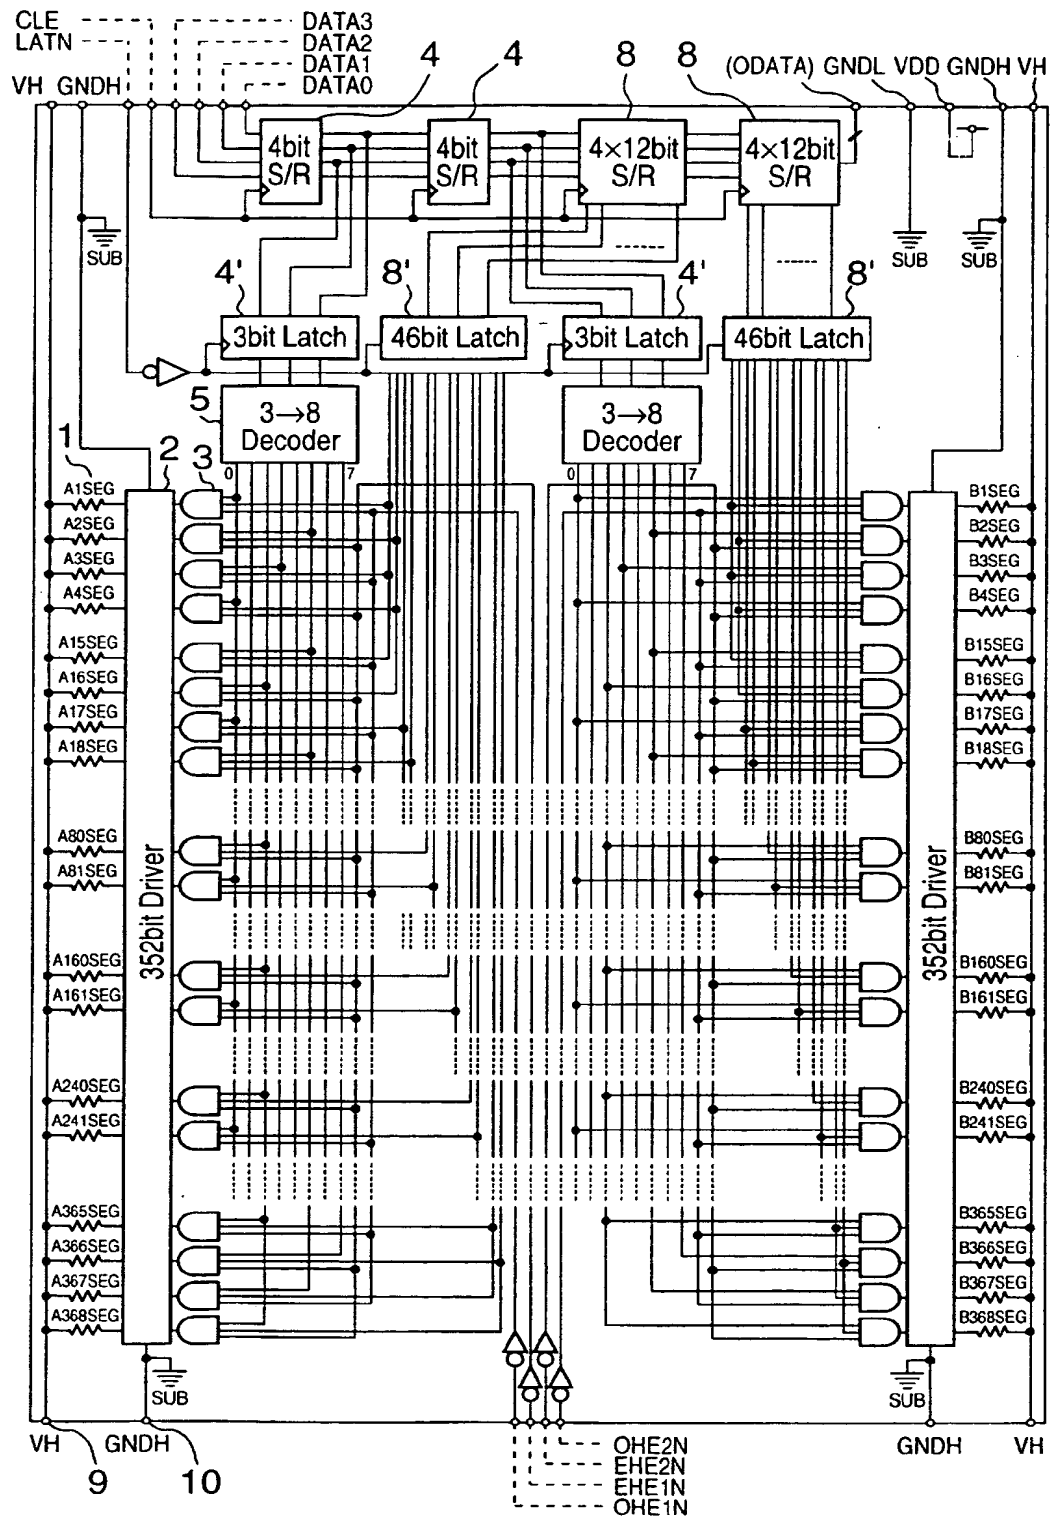 CLE
LATN
DATA3
DATA2
DATA1
DATA0
4
4
8
8
(ODATA) GNDL VDD GNDH VH
VH GNDH
4bit
S/R
4bit
S/R
4×12bit
S/R
4×12bit
S/R
SUB
SUB
SUB
4'
8'
4'
8'
3bit Latch
46bit Latch
3bit Latch
46bit Latch
5
3→8
Decoder
3→8
Decoder
0
7
0
7
1
2
3
A1SEG
A2SEG
A3SEG
A4SEG
A15SEG
A16SEG
A17SEG
A18SEG
A80SEG
A81SEG
A160SEG
A161SEG
A240SEG
A241SEG
A365SEG
A366SEG
A367SEG
A368SEG
352bit Driver
352bit Driver
B1SEG
B2SEG
B3SEG
B4SEG
B15SEG
B16SEG
B17SEG
B18SEG
B80SEG
B81SEG
B160SEG
B161SEG
B240SEG
B241SEG
B365SEG
B366SEG
B367SEG
B368SEG
SUB
SUB
VH
GNDH
9
10
OHE2N
EHE2N
EHE1N
OHE1N
GNDH
VH